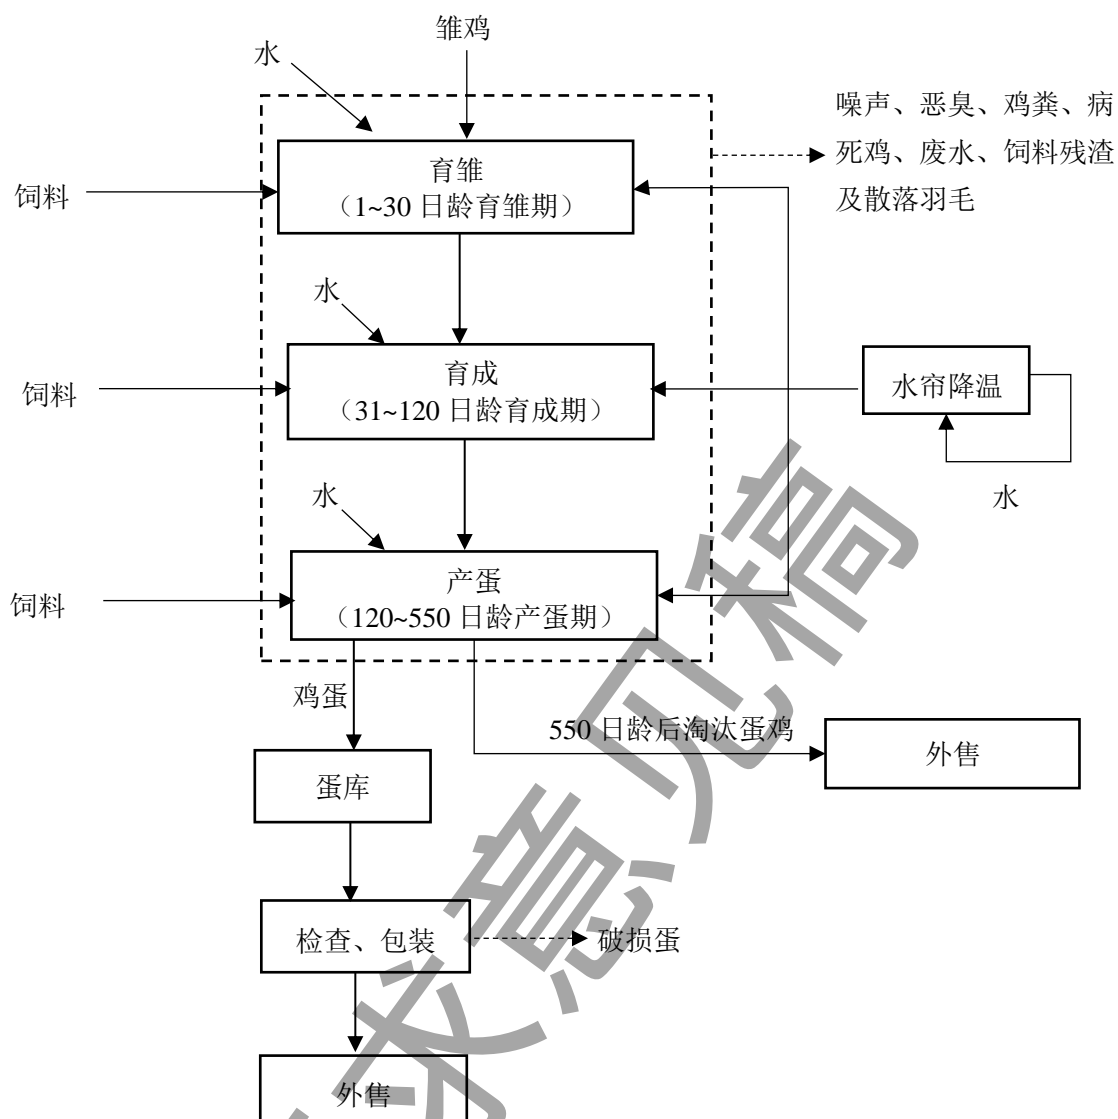 雏鸡
水
噪声、恶臭、鸡粪、病
死鸡、废水、饲料残渣
及散落羽毛
育雏
（1~30 日龄育雏期）
饲料
水
育成
（31~120 日龄育成期）
饲料
水帘降温
水
水
产蛋
（120~550 日龄产蛋期）
饲料
鸡蛋
550 日龄后淘汰蛋鸡
外售
蛋库
检查、包装
破损蛋
外售
求意见稿